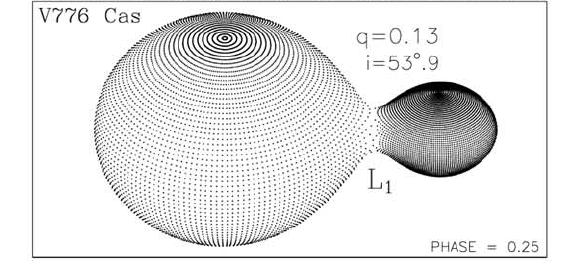 V776 Cas
q=0.13
i=53°.9
L₁
PHASE = 0.25